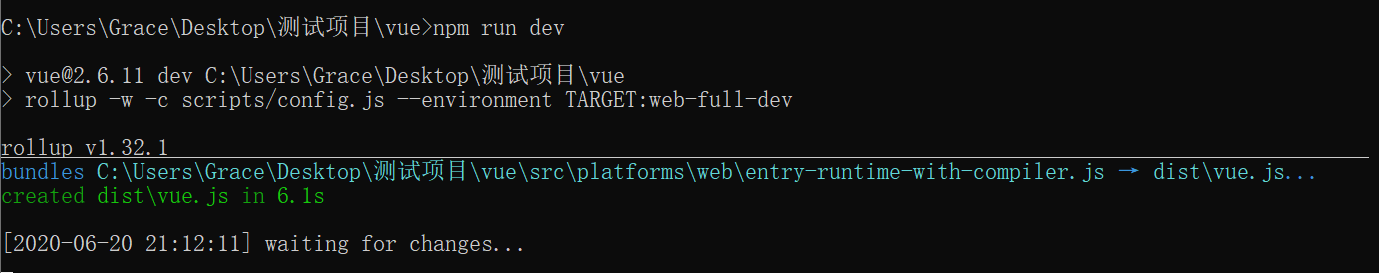 C:\Users\Grace\Desktop\测试项目\vue>npm run dev
> vue@2.6.11 dev C:\Users\Grace\Desktop\测试项目\vue
> rollup -w -c scripts/config.js --environment TARGET:web-full-dev
rollup v1.32.1
bundles C:\Users\Grace\Desktop\测试项目\vue\src\platforms\web\entry-runtime-with-compiler.js → dist\vue.js...
created dist\vue.js in 6.1s
[2020-06-20 21:12:11] waiting for changes...